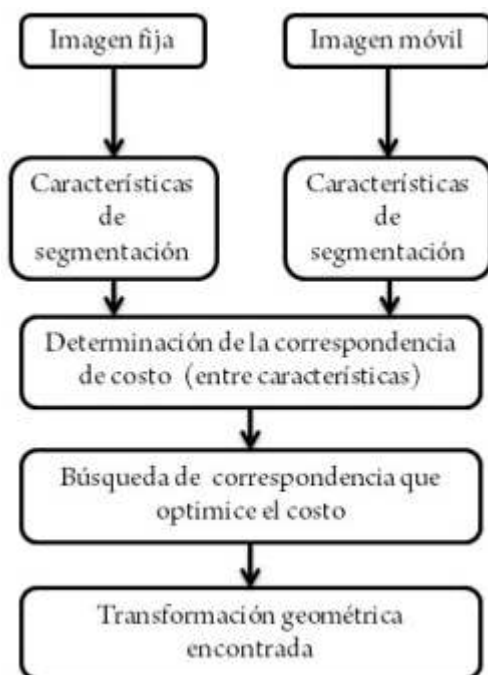 Imagen fija
Imagen móvil
Características
de
segmentación
Características
de
segmentación
Determinación de la correspondencia
de costo (entre características)
Búsqueda de correspondencia que
optimice el costo
Transformación geométrica
encontrada